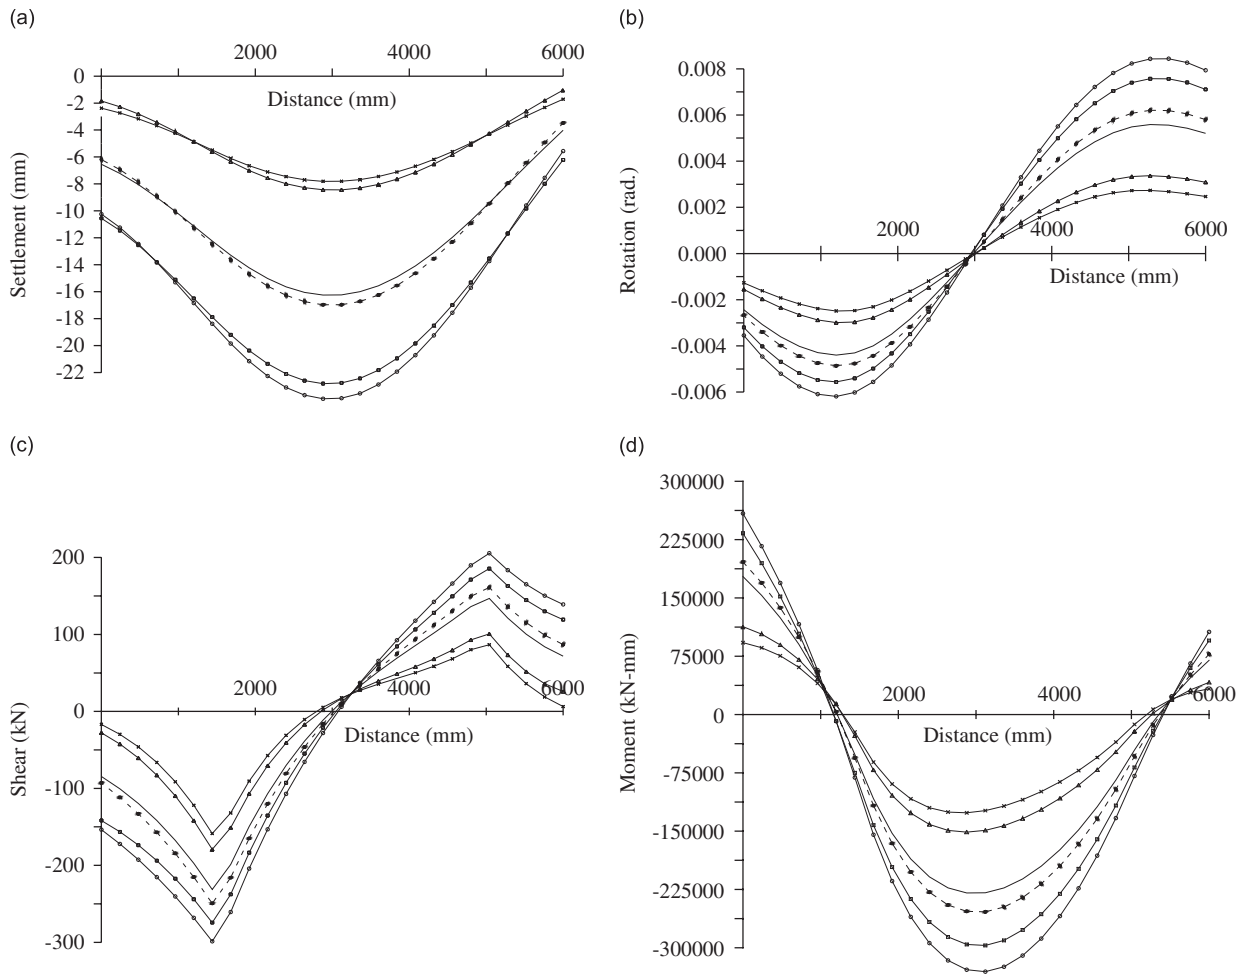 (a)
2000 4000 6000
0
Distance (mm)
-2
-4
-6
-8
-10
-12
-14
-16
-18
-20
-22
Settlement (mm)
(b)
0.008
0.006
0.004
0.002
0.000
-0.002
-0.004
-0.006
2000 4000 6000
Distance (mm)
Rotation (rad.)
(c)
200
100
0
-100
-200
-300
2000 4000 6000
Distance (mm)
Shear (kN)
(d)
300000
225000
150000
75000
0
-75000
-150000
-225000
-300000
2000 4000 6000
Distance (mm)
Moment (kN-mm)